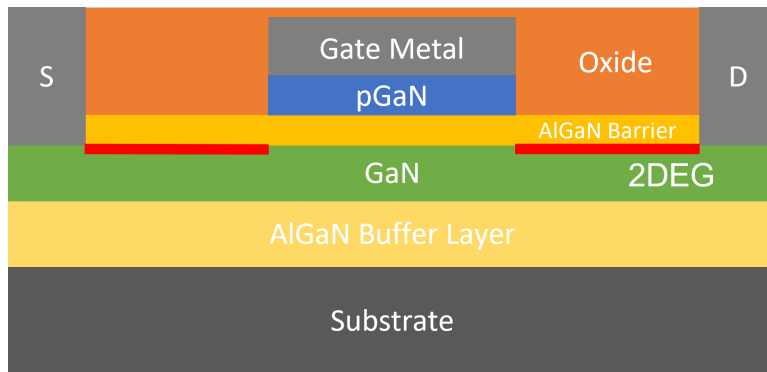 S
Gate Metal
Oxide
D
pGaN
AlGaN Barrier
GaN
2DEG
AlGaN Buffer Layer
Substrate